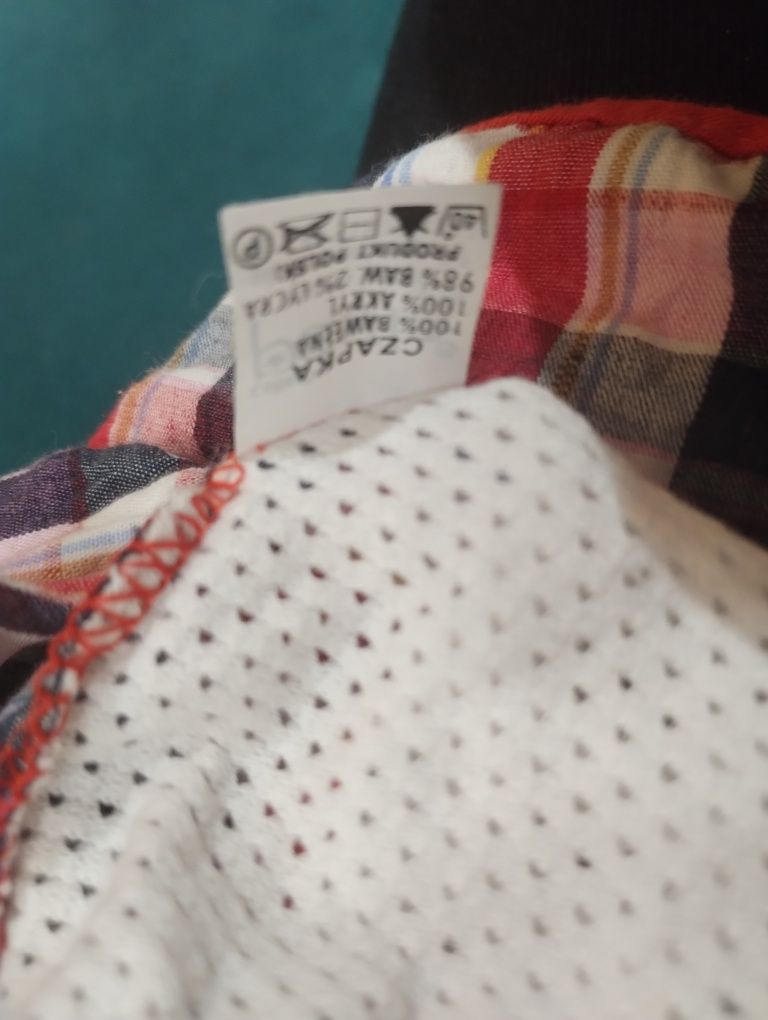 CZAPKA
100% BAWEŁNA
100% AKRYL
98% BAW. 2% LYCRA
PRODUKT POLSKI
P